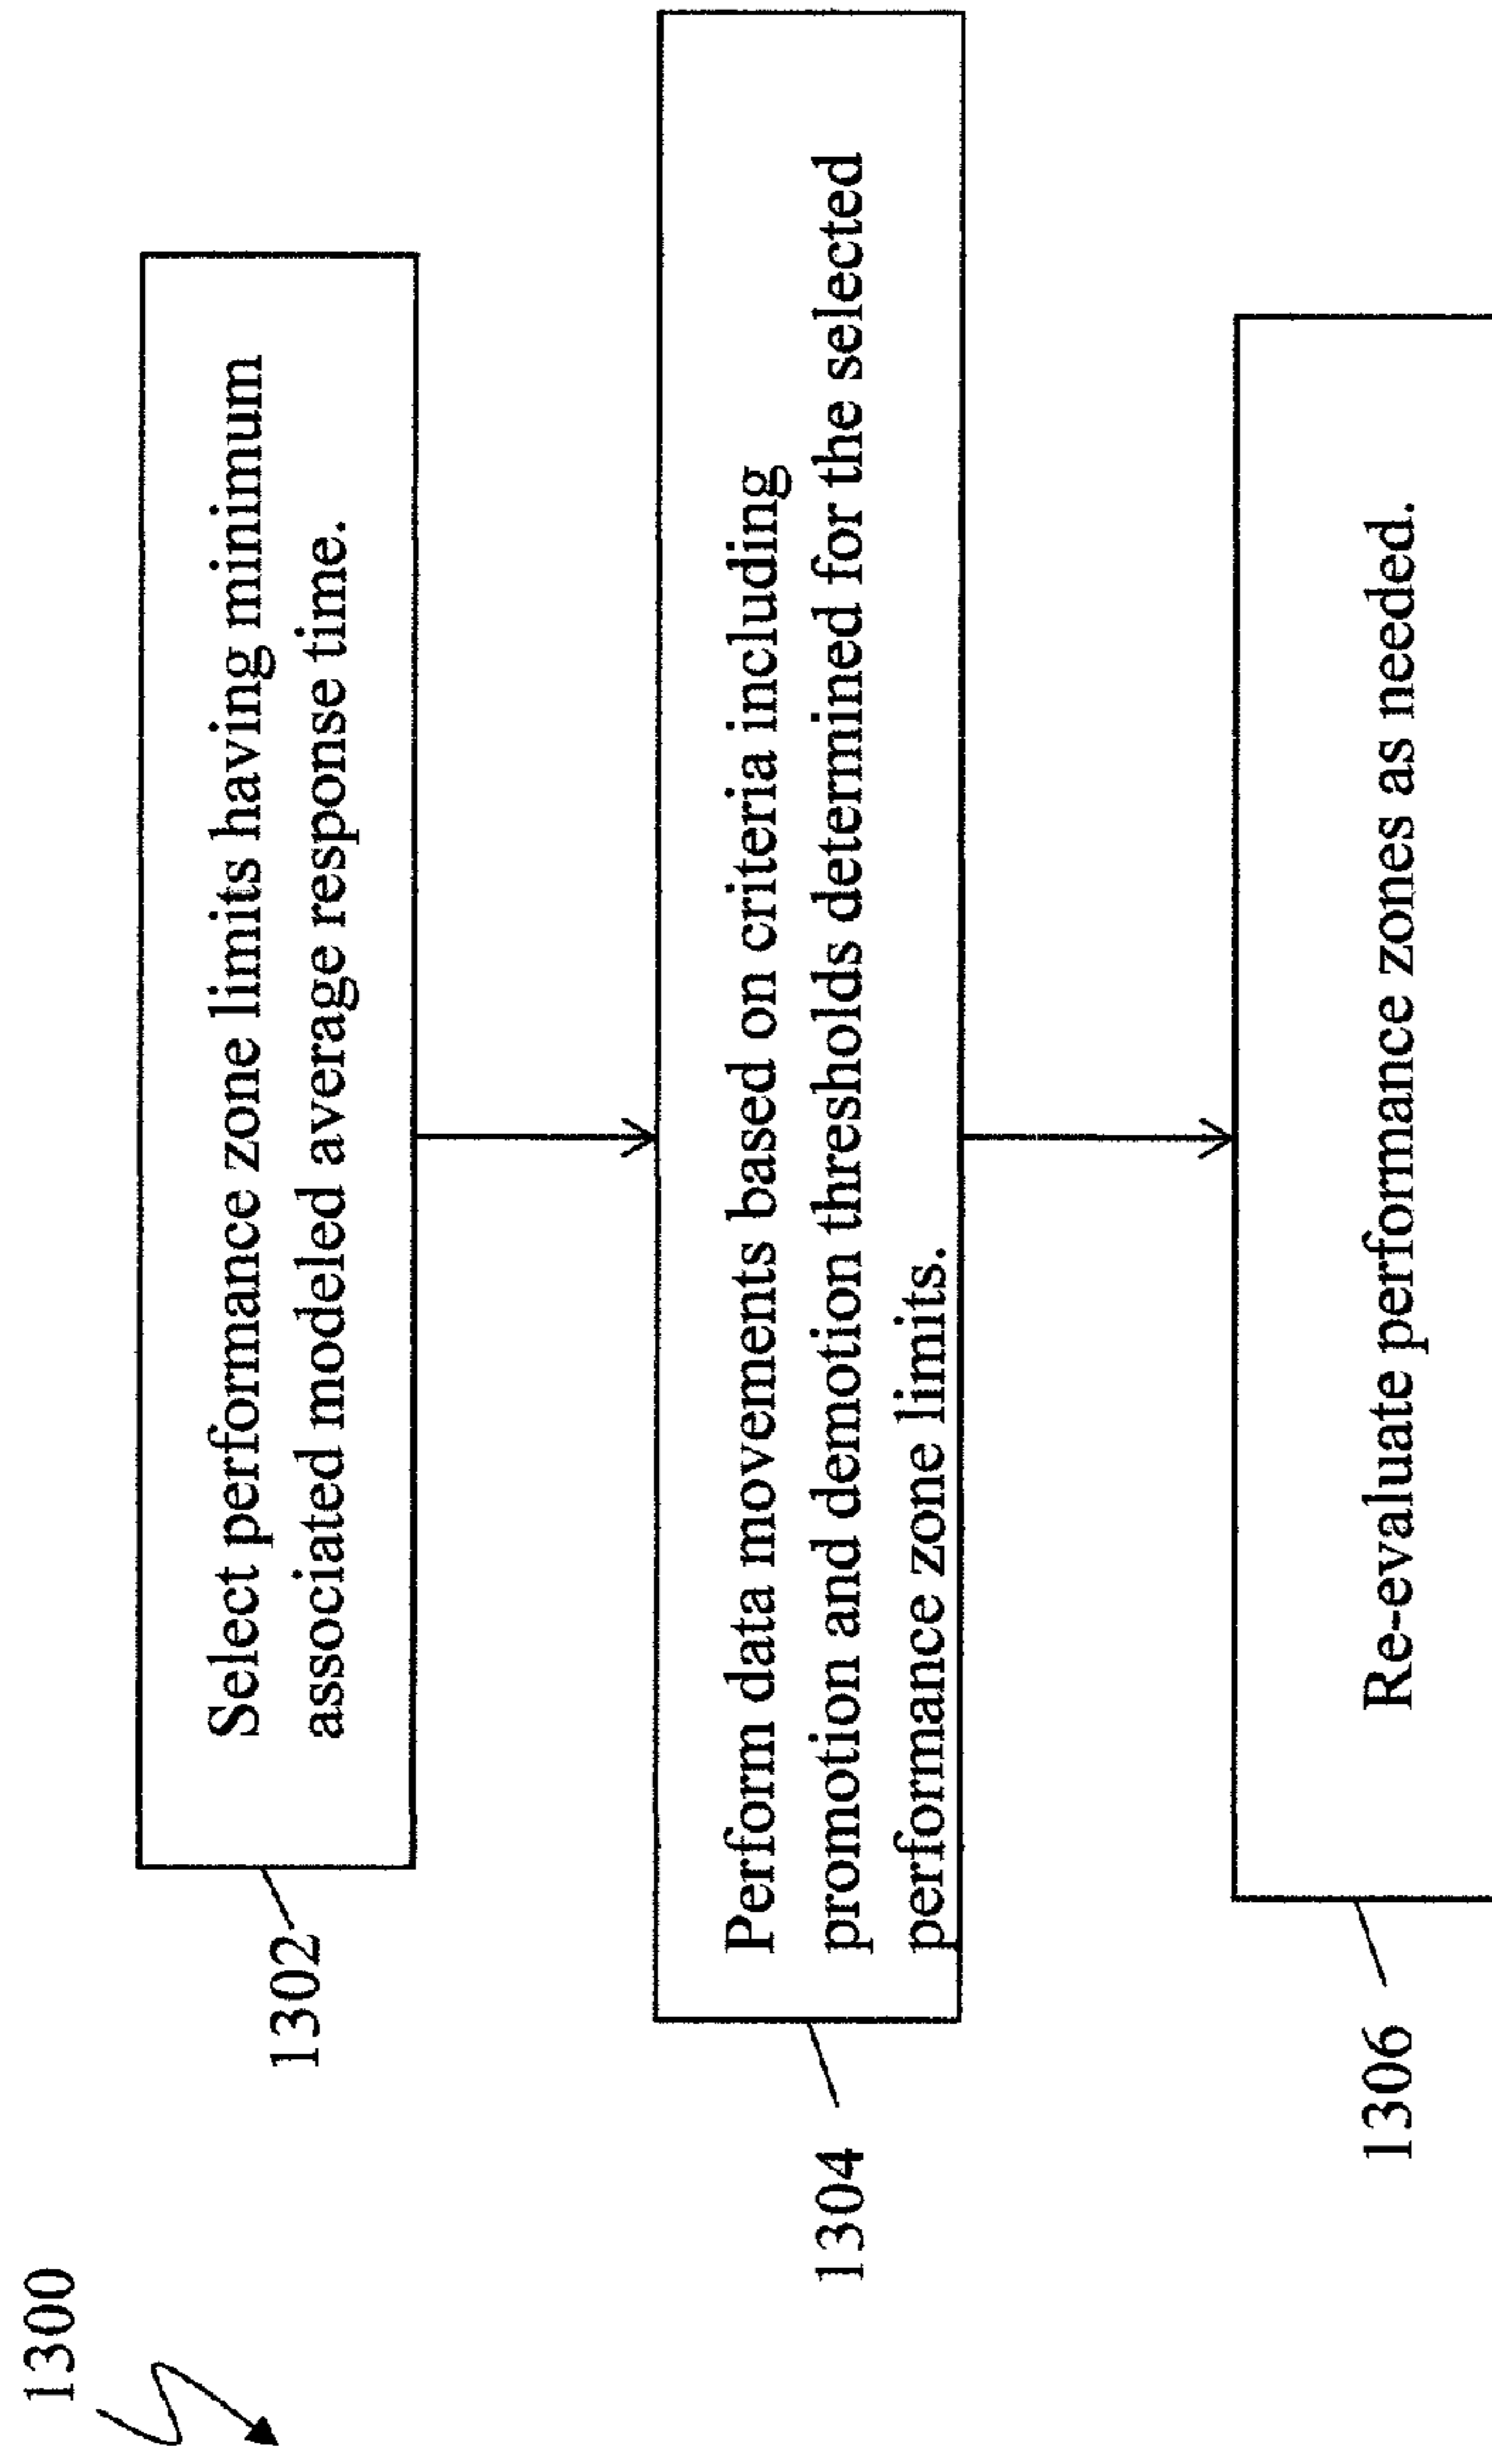 1300
1302
Select performance zone limits having minimum
associated modeled average response time.
1304
Perform data movements based on criteria including
promotion and demotion thresholds determined for the selected
performance zone limits.
1306
Re-evaluate performance zones as needed.